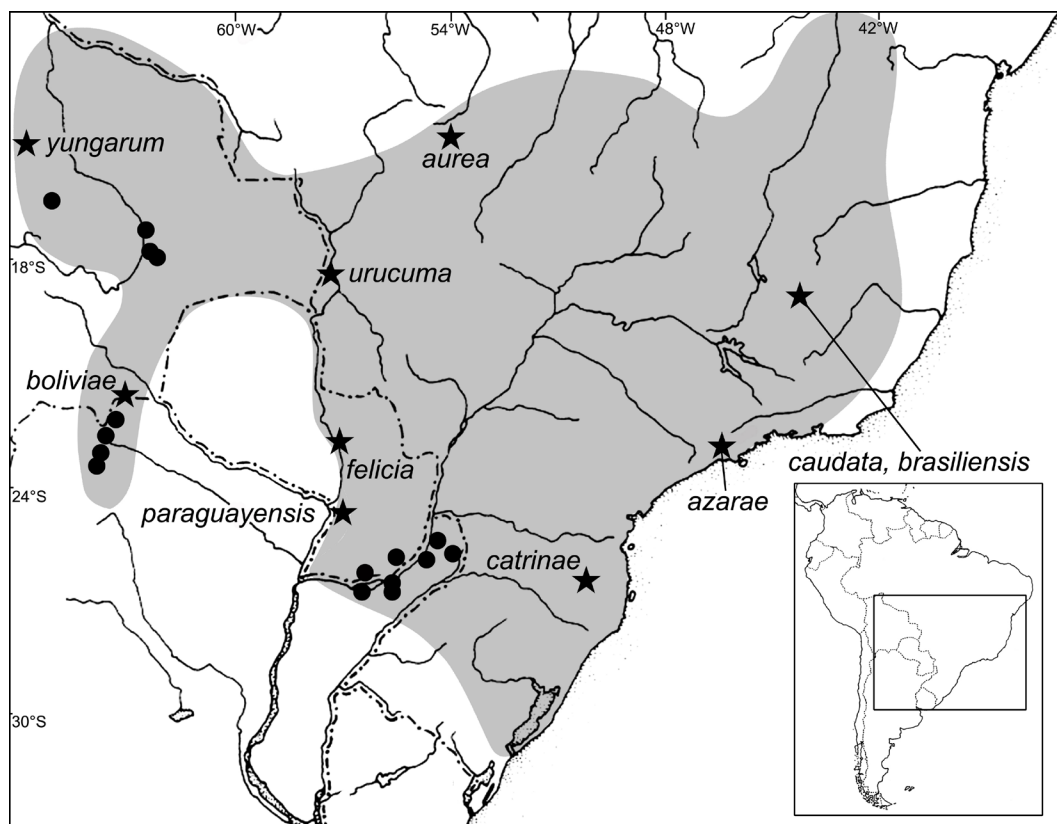 60°W 54°W 48°W 42°W
yungarum
aurea
18°S
urucuma
boliviae
felicia
caudata, brasiliensis
24°S
azarae
paraguayensis
catrinae
30°S